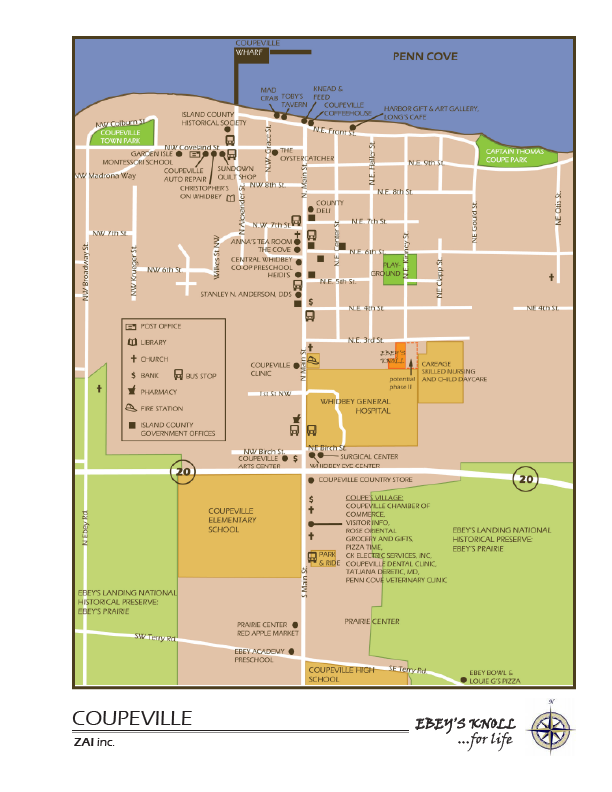 COUPEVILLE
WHARF
PENN COVE
MAD
CRAB
TOBY'S
TAVERN
KNEAD &
FEED
COUPEVILLE
COFFEEHOUSE
HARBOR GIFT & ART GALLERY,
LONG'S CAFE
ISLAND COUNTY
HISTORICAL SOCIETY
NW Colburn St.
COUPEVILLE
TOWN PARK
N.E. Front St.
NW Coveland St.
GARDEN ISLE
MONTESSORI SCHOOL
THE
OYSTERCATCHER
CAPTAIN THOMAS
COUPE PARK
N.E. 9th St.
COUPEVILLE
AUTO REPAIR
SUNDOWN
QUILT SHOP
NW Madrona Way
CHRISTOPHER'S
ON WHIDBEY
NW 8th St.
N.E. 8th St.
N.W. Grace St.
N. Main St.
N.E. Haller St.
N. Alexander St.
COUNTY
DELI
N.W. 7th St.
N.E. 7th St.
NW 7th St.
ANNA'S TEA ROOM
THE COVE
N.E. 6th St.
N.E. Center St.
N.E. Kinney St.
NE Gould St.
NE Otis St.
CENTRAL WHIDBEY
CO-OP PRESCHOOL
HEIDI'S
PLAY-
GROUND
NE Clapp St.
NW 6th St.
Wilkes St. NW
NW Krueger St.
NW Broadway St.
N.E. 5th St.
STANLEY N. ANDERSON, DDS
N.E. 4th St.
NE 4th St.
POST OFFICE
LIBRARY
CHURCH
BANK
BUS STOP
PHARMACY
FIRE STATION
ISLAND COUNTY
GOVERNMENT OFFICES
N.E. 3rd St.
EBEY'S
KNOLL
potential
phase II
CAREAGE
SKILLED NURSING
AND CHILD DAYCARE
COUPEVILLE
CLINIC
N Main St.
1st St NW
WHIDBEY GENERAL
HOSPITAL
NW Birch St.
NE Birch St.
COUPEVILLE
ARTS CENTER
SURGICAL CENTER
WHIDBEY EYE CENTER
20
20
COUPEVILLE COUNTRY STORE
COUPE'S VILLAGE:
COUPEVILLE CHAMBER OF
COMMERCE,
VISITOR INFO,
ROSE ORIENTAL
GROCERY AND GIFTS,
PIZZA TIME,
CK ELECTRIC SERVICES, INC.
COUPEVILLE DENTAL CLINIC,
TATJANA DERETIC, MD,
PENN COVE VETERINARY CLINIC
COUPEVILLE
ELEMENTARY
SCHOOL
N Ebey Rd
EBEY'S LANDING NATIONAL
HISTORICAL PRESERVE:
EBEY'S PRAIRIE
PARK
& RIDE
S Main St.
EBEY'S LANDING NATIONAL
HISTORICAL PRESERVE:
EBEY'S PRAIRIE
PRAIRIE CENTER
RED APPLE MARKET
PRAIRIE CENTER
SW Terry Rd
EBEY ACADEMY
PRESCHOOL
COUPEVILLE HIGH
SCHOOL
SE Terry Rd
EBEY BOWL &
LOUIE G'S PIZZA
COUPEVILLE
ZAI inc.
EBEY'S KNOLL
...for life
N